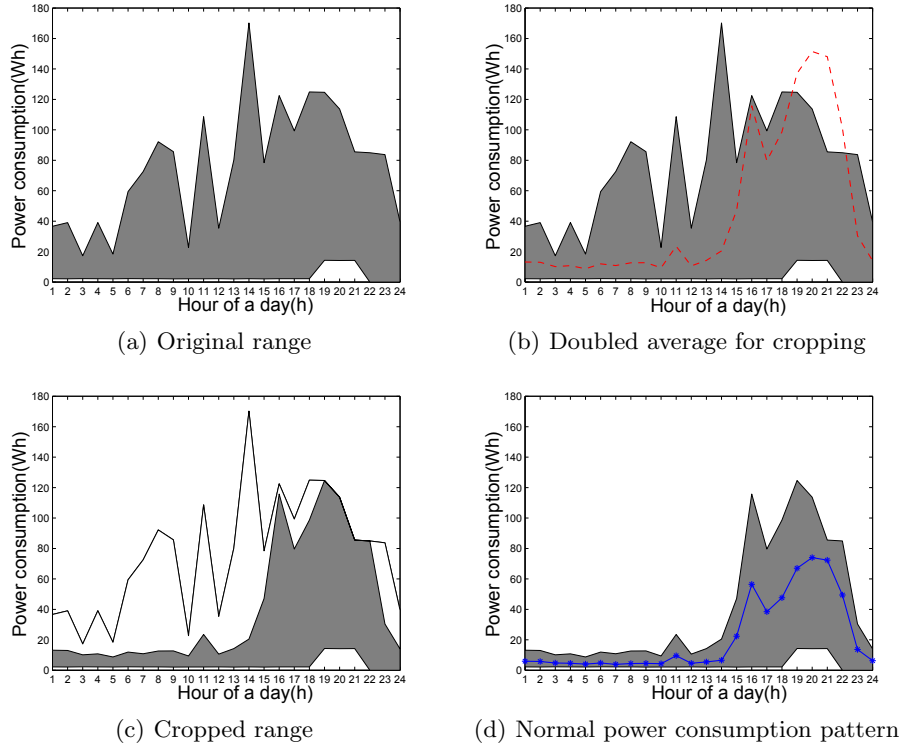 180
160
140
120
100
80
60
40
20
0
Power consumption(Wh)
1 2 3 4 5 6 7 8 9 10 11 12 13 14 15 16 17 18 19 20 21 22 23 24
Hour of a day(h)
(a) Original range
180
160
140
120
100
80
60
40
20
0
Power consumption(Wh)
1 2 3 4 5 6 7 8 9 10 11 12 13 14 15 16 17 18 19 20 21 22 23 24
Hour of a day(h)
(b) Doubled average for cropping
180
160
140
120
100
80
60
40
20
0
Power consumption(Wh)
1 2 3 4 5 6 7 8 9 10 11 12 13 14 15 16 17 18 19 20 21 22 23 24
Hour of a day(h)
(c) Cropped range
180
160
140
120
100
80
60
40
20
0
Power consumption(Wh)
1 2 3 4 5 6 7 8 9 10 11 12 13 14 15 16 17 18 19 20 21 22 23 24
Hour of a day(h)
(d) Normal power consumption pattern